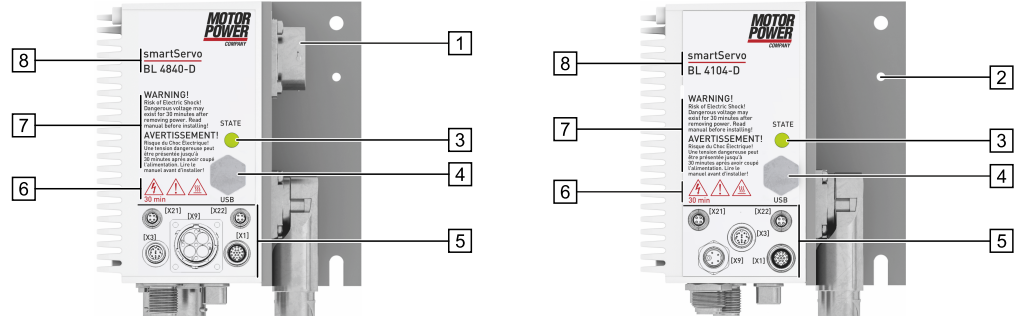 MOTOR
POWER
COMPANY
smartServo
BL 4840-D
WARNING!
Risk of Electric Shock!
Dangerous voltage may
exist for 30 minutes after
removing power. Read
manual before installing!
AVERTISSEMENT!
Risque du Choc Électrique!
Une tension dangereuse peut
être présentée jusqu'à
30 minutes après avoir coupé
l'alimentation. Lire le
manuel avant d'installer!
STATE
30 min
USB
[X21]
[X9]
[X22]
[X3]
[X1]
8
7
6
1
3
4
5
MOTOR
POWER
COMPANY
smartServo
BL 4104-D
WARNING!
Risk of Electric Shock!
Dangerous voltage may
exist for 30 minutes after
removing power. Read
manual before installing!
AVERTISSEMENT!
Risque du Choc Électrique!
Une tension dangereuse peut
être présentée jusqu'à
30 minutes après avoir coupé
l'alimentation. Lire le
manuel avant d'installer!
STATE
30 min
USB
[X21]
[X22]
[X3]
[X9]
[X1]
8
7
6
2
3
4
5